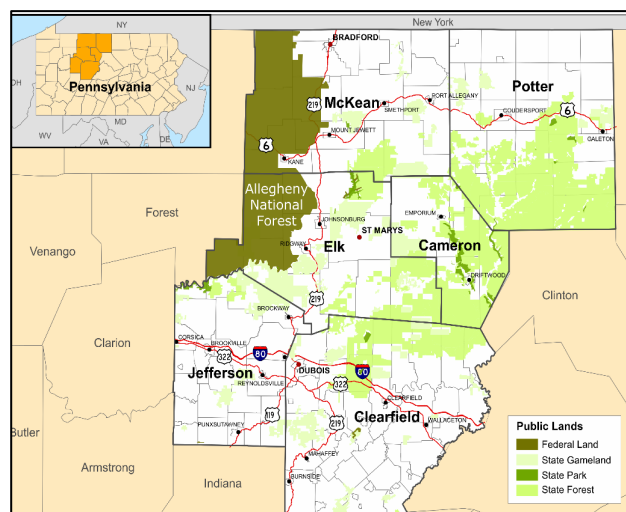 NY
OH
Pennsylvania
NJ
MD
WV
VA
DE
New York
BRADFORD
McKean
219
Potter
PORT ALLEGANY
SMETHPORT
COUDERSPORT
6
MOUNT JEWETT
GALETON
6
KANE
Allegheny
National
Forest
Forest
JOHNSONBURG
EMPORIUM
ST MARYS
RIDGWAY
Elk
Cameron
Venango
DRIFTWOOD
219
Clinton
BROCKWAY
CORSICA
BROOKVILLE
Clarion
322
80
Jefferson
DUBOIS
80
REYNOLDSVILLE
322
CLEARFIELD
119
219
Clearfield
WALLACETON
PUNXSUTAWNEY
Butler
MAHAFFEY
Armstrong
Indiana
BURNSIDE
Public Lands
Federal Land
State Gameland
State Park
State Forest